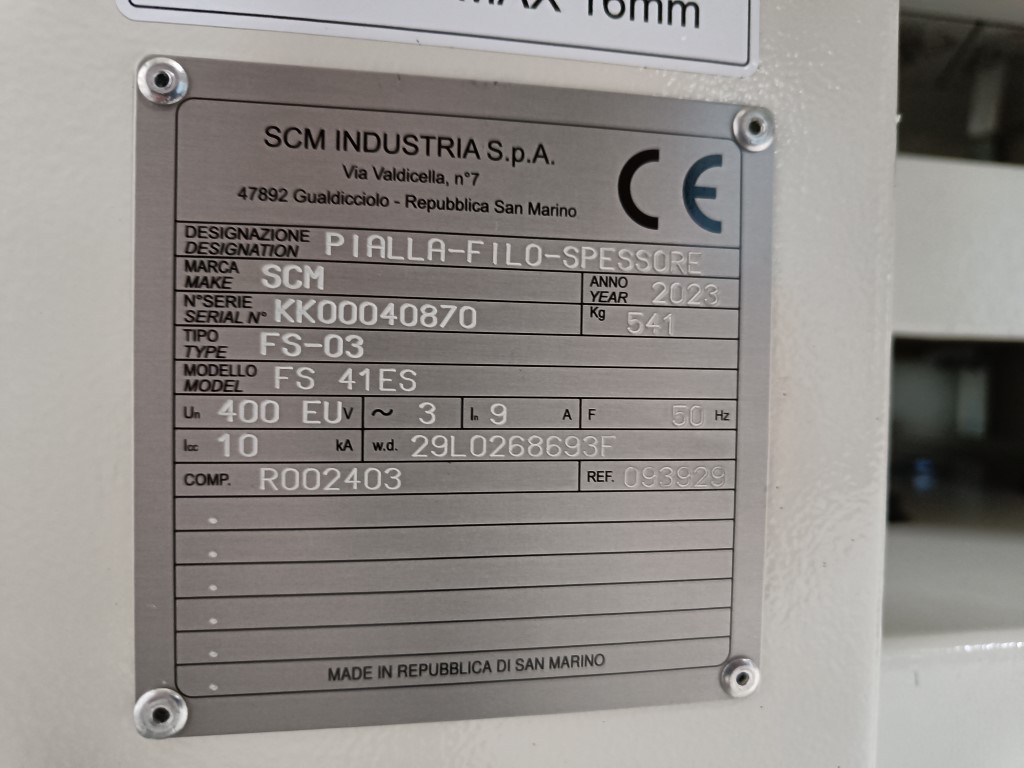 MAX 16mm
SCM INDUSTRIA S.p.A.
Via Valdicella, n°7
47892 Gualdicciolo - Repubblica San Marino
CE
DESIGNAZIONE
DESIGNATION PIALLA-FILO-SPESSORE
MARCA
MAKE SCM
ANNO
YEAR 2023
N°SERIE
SERIAL N° KK00040870
Kg 541
TIPO
TYPE FS-03
MODELLO
MODEL FS 41ES
Un 400 EU V ~ 3 In 9 A F 50 Hz
Icc 10 kA w.d. 29L0268693F
COMP. R002403 REF. 093929
MADE IN REPUBBLICA DI SAN MARINO